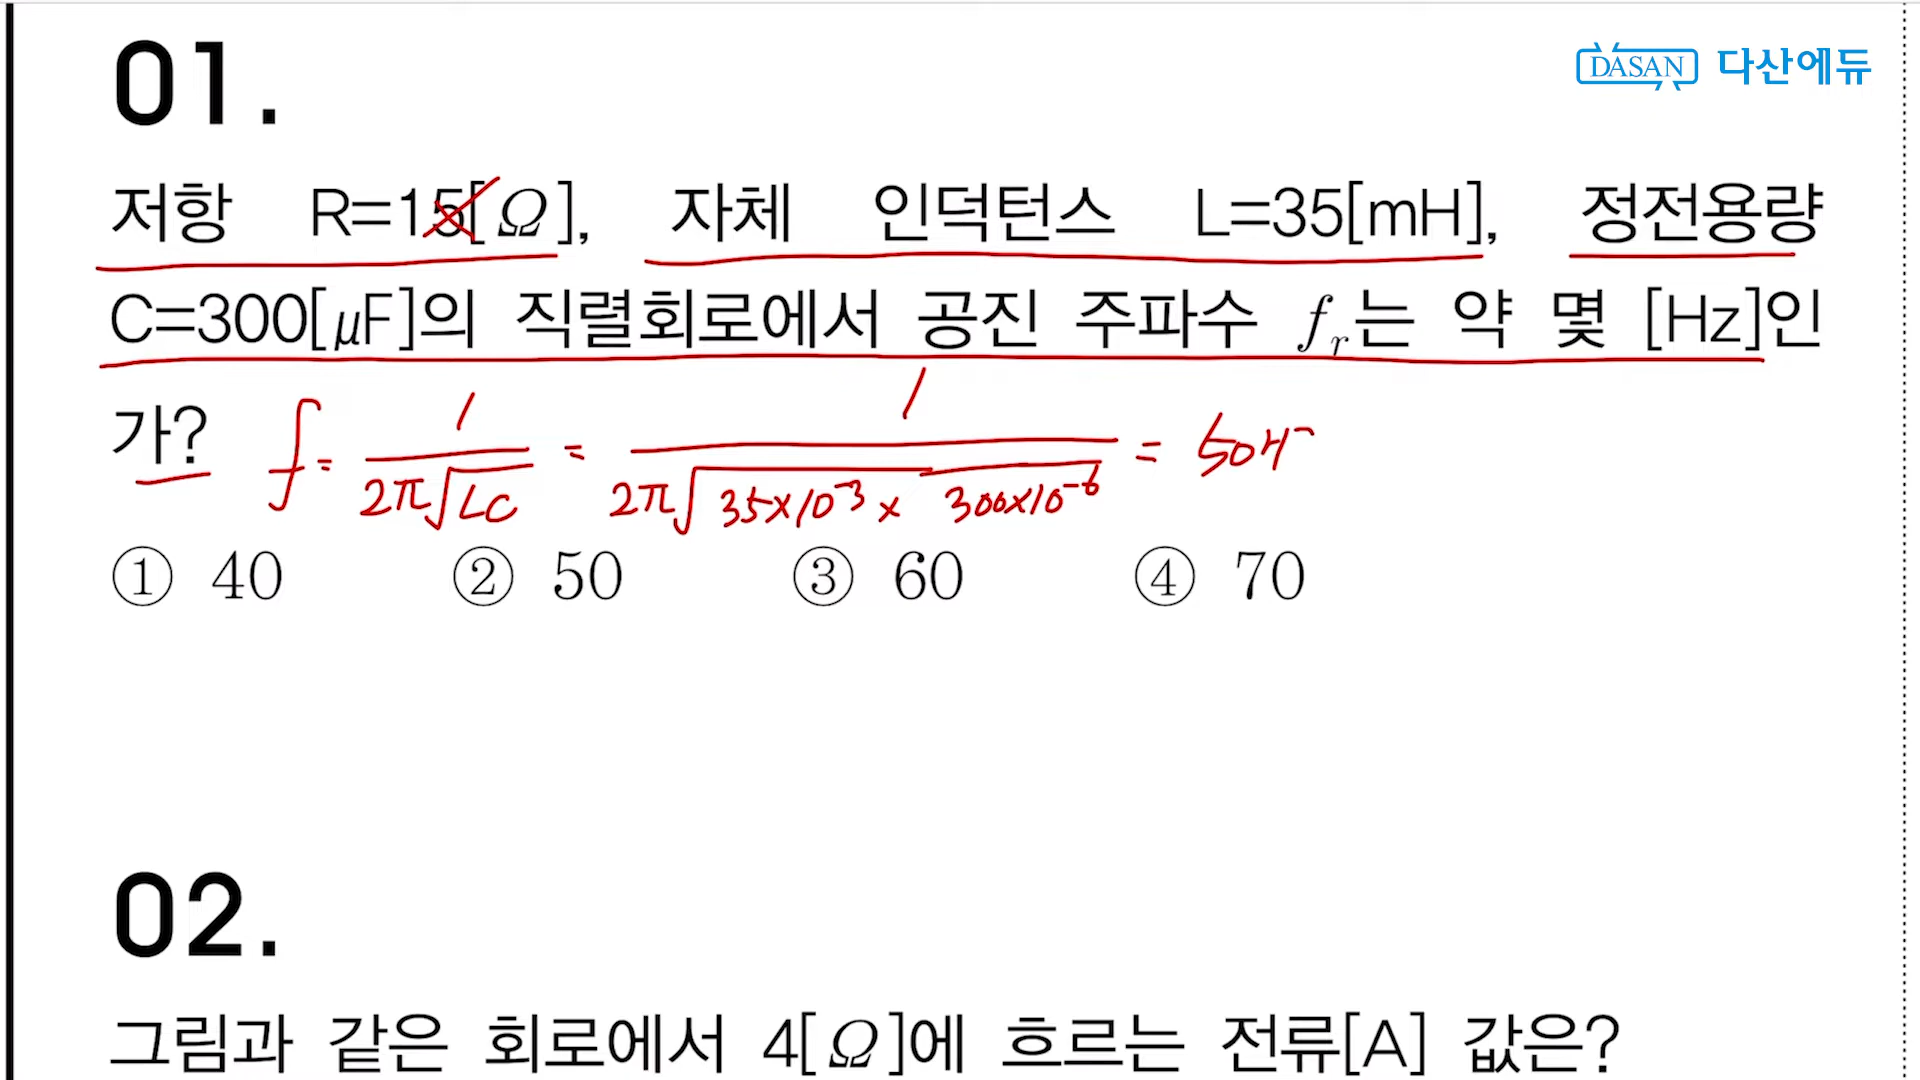 01.
DASAN 다산에듀
저항 R=15[Ω], 자체 인덕턴스 L=35[mH], 정전용량
C=300[μF]의 직렬회로에서 공진 주파수 fr는 약 몇 [Hz]인
가?
f = 1/2π√LC = 1/2π√35×10⁻³× 300×10⁻⁶ = 50H
① 40 ② 50 ③ 60 ④ 70
02.
그림과 같은 회로에서 4[Ω]에 흐르는 전류[A] 값은?